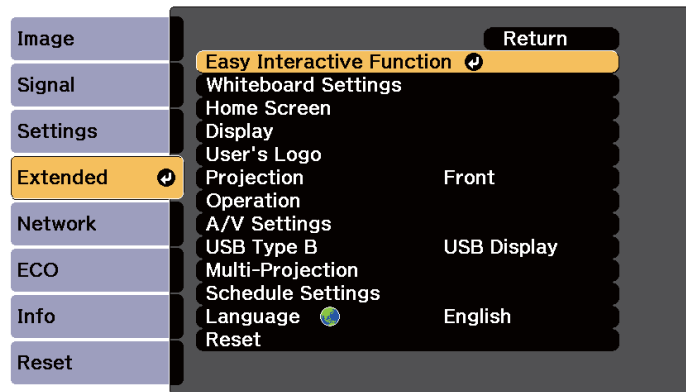 Image
Signal
Settings
Extended
Network
ECO
Info
Reset
Return
Easy Interactive Function
Whiteboard Settings
Home Screen
Display
User's Logo
Projection Front
Operation
A/V Settings
USB Type B USB Display
Multi-Projection
Schedule Settings
Language English
Reset